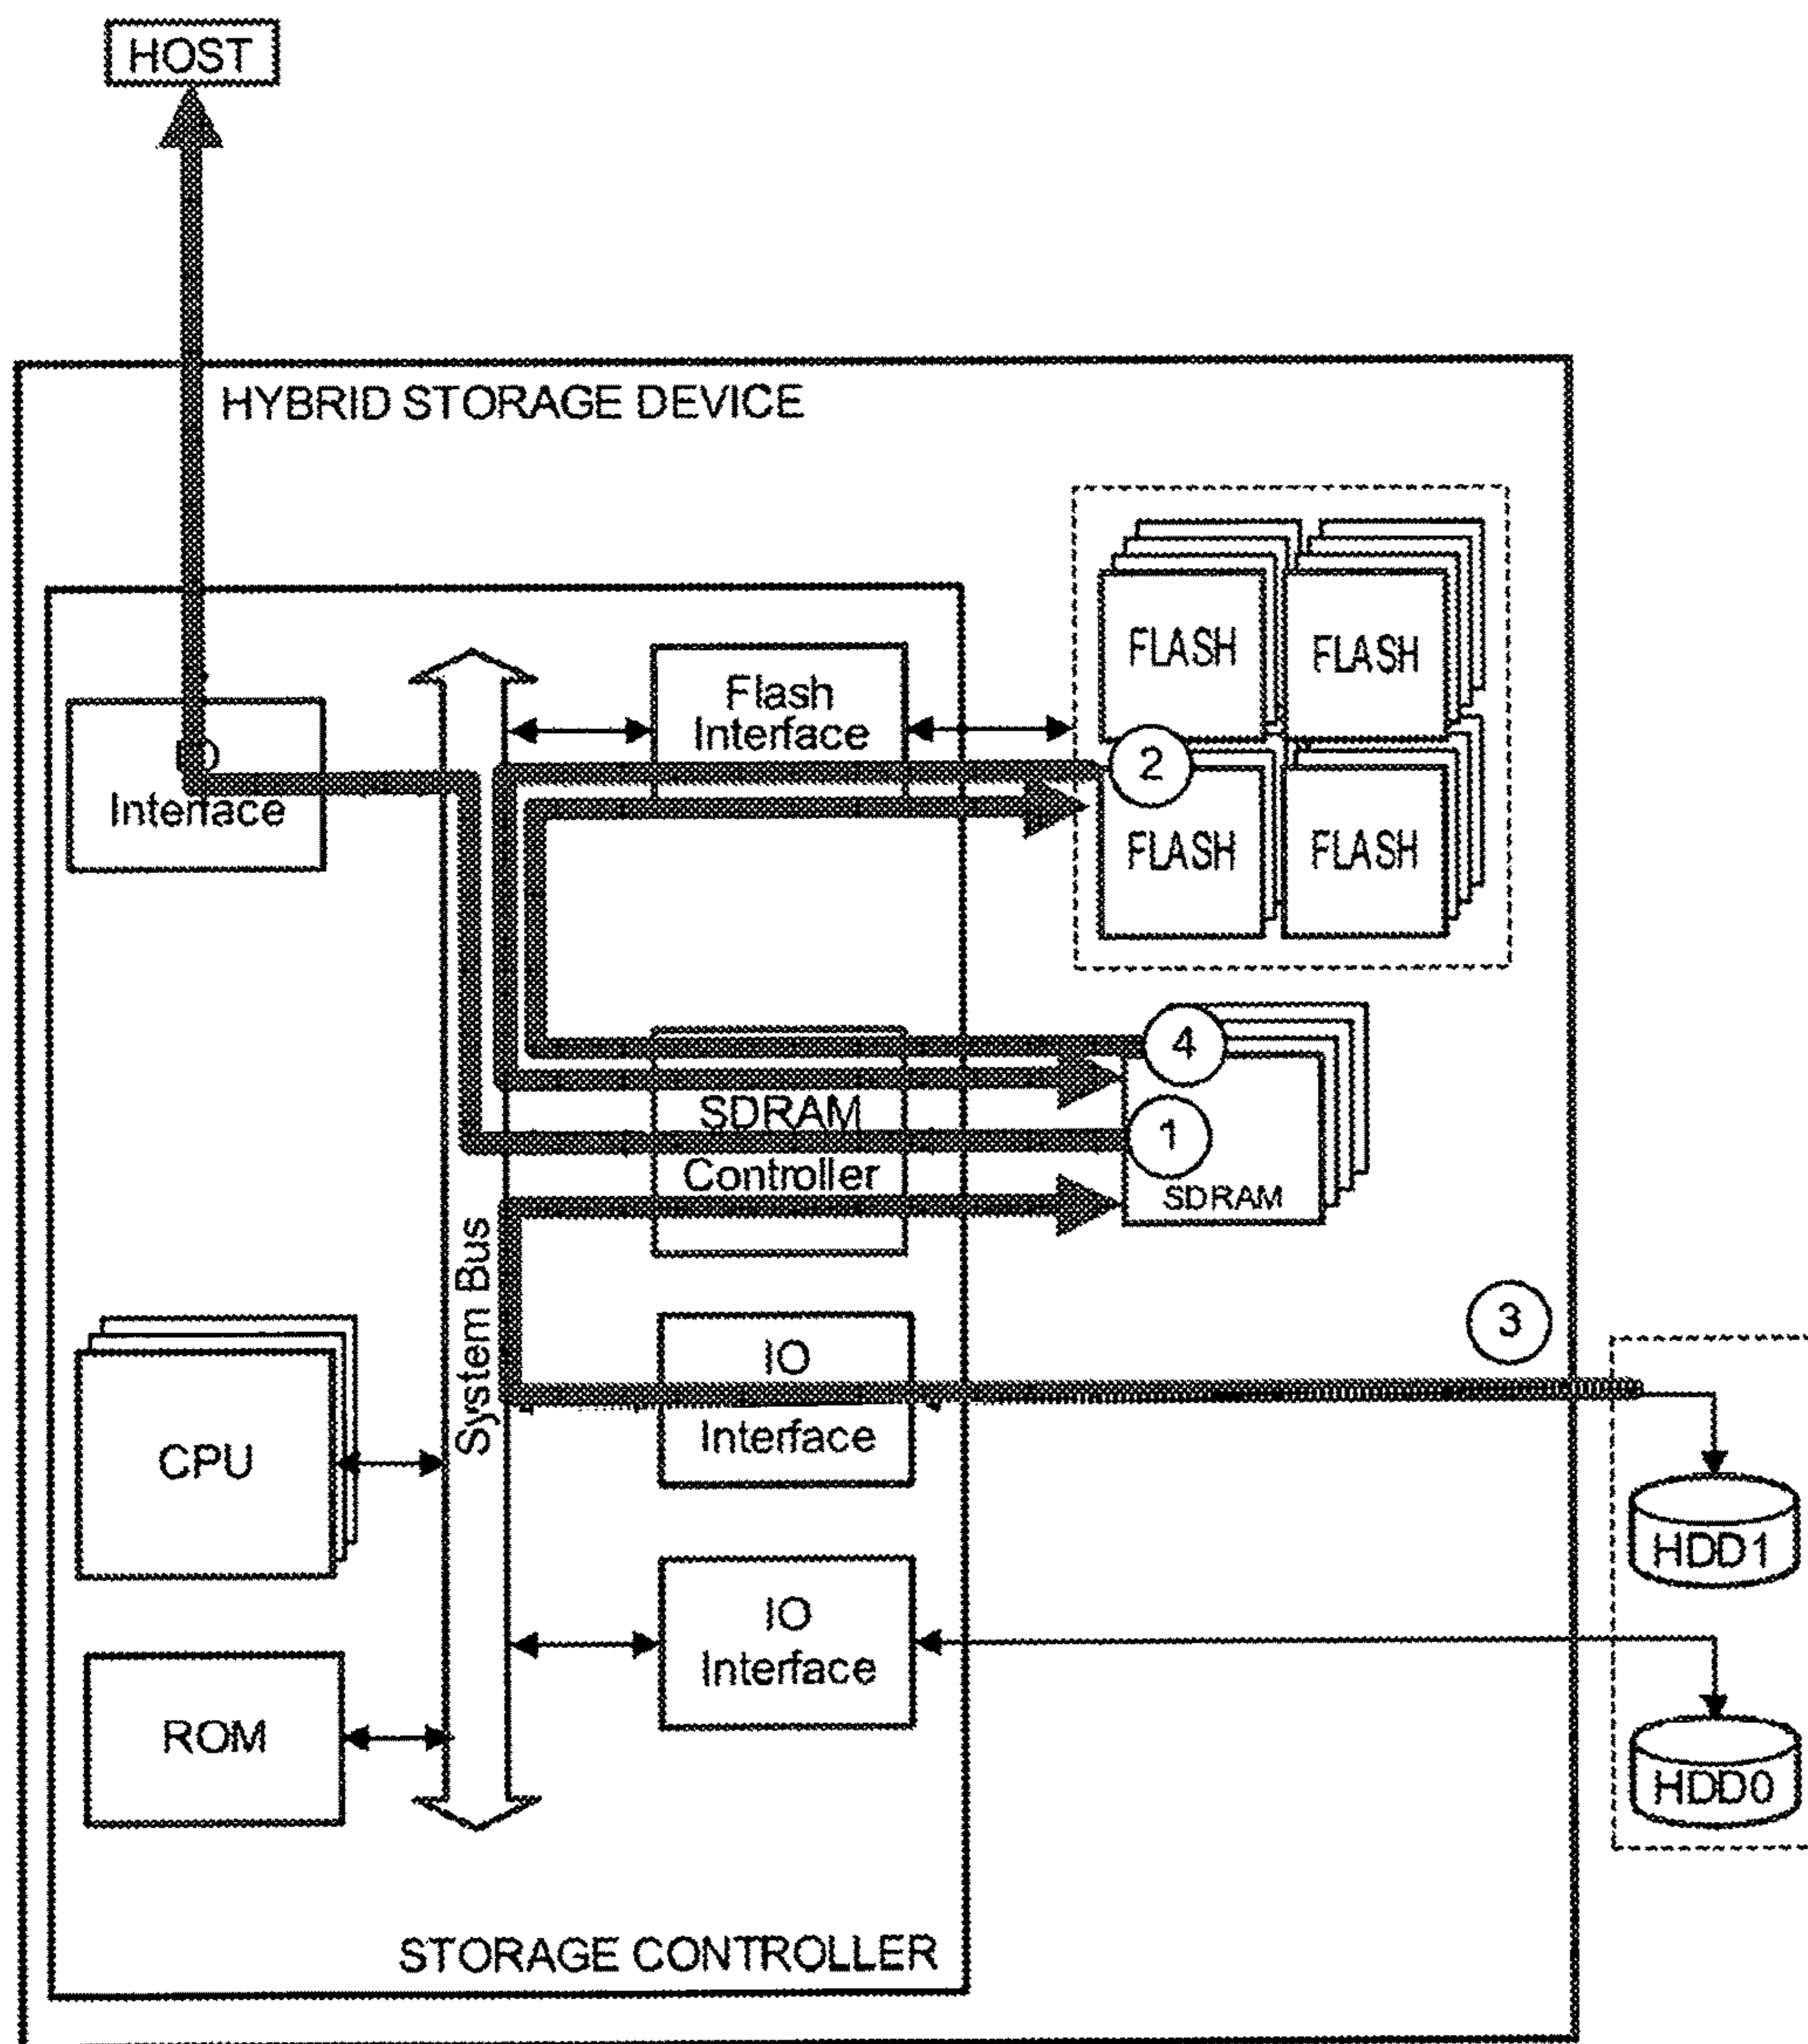 HOST
HYBRID STORAGE DEVICE
FLASH
FLASH
Flash
Interface
IO
Interface
2
FLASH
FLASH
4
SDRAM
1
Controller
SDRAM
System Bus
3
IO
Interface
CPU
HDD1
IO
Interface
ROM
HDD0
STORAGE CONTROLLER